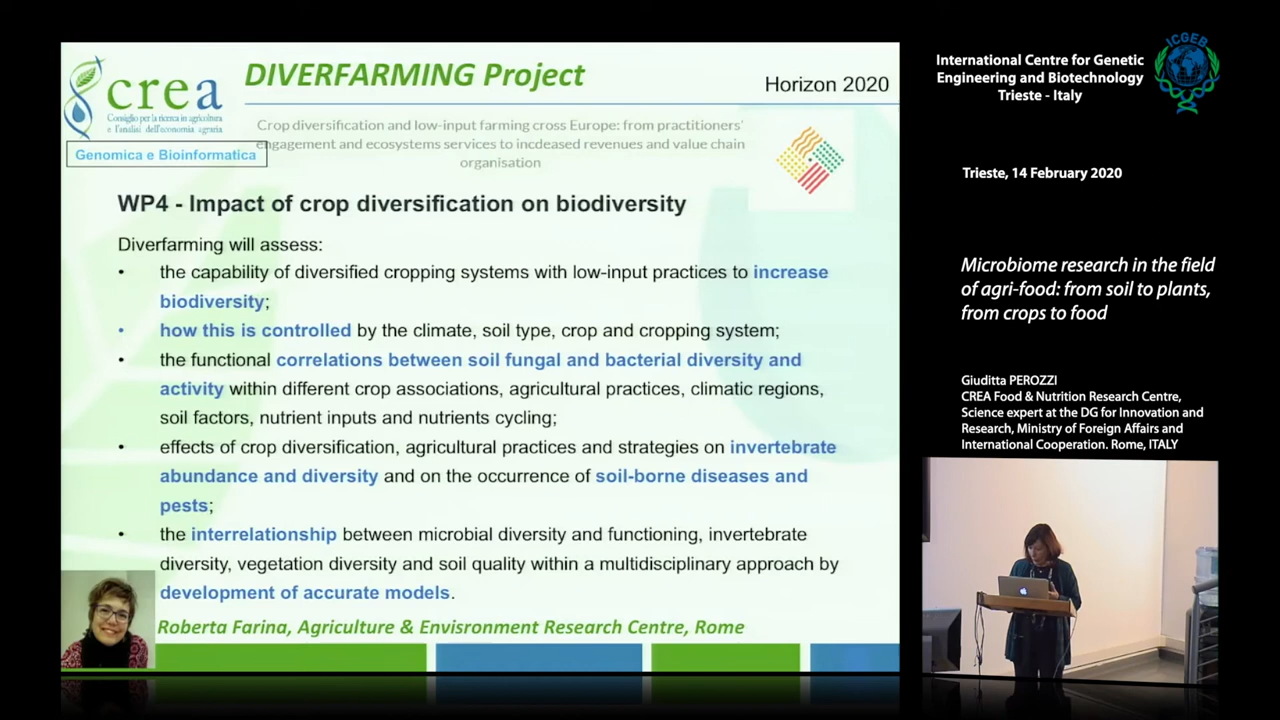 crea
Consiglio per la ricerca in agricoltura
e l'analisi dell'economia agraria
Genomica e Bioinformatica
DIVERFARMING Project
Horizon 2020
Crop diversification and low-input farming cross Europe: from practitioners'
engagement and ecosystems services to incdeased revenues and value chain
organisation
WP4 - Impact of crop diversification on biodiversity
Diverfarming will assess:
• the capability of diversified cropping systems with low-input practices to increase
biodiversity;
• how this is controlled by the climate, soil type, crop and cropping system;
• the functional correlations between soil fungal and bacterial diversity and
activity within different crop associations, agricultural practices, climatic regions,
soil factors, nutrient inputs and nutrients cycling;
• effects of crop diversification, agricultural practices and strategies on invertebrate
abundance and diversity and on the occurrence of soil-borne diseases and
pests;
• the interrelationship between microbial diversity and functioning, invertebrate
diversity, vegetation diversity and soil quality within a multidisciplinary approach by
development of accurate models.
Roberta Farina, Agriculture & Envisronment Research Centre, Rome
International Centre for Genetic
Engineering and Biotechnology
Trieste - Italy
ICGEB
Trieste, 14 February 2020
Microbiome research in the field
of agri-food: from soil to plants,
from crops to food
Giuditta PEROZZI
CREA Food & Nutrition Research Centre,
Science expert at the DG for Innovation and
Research, Ministry of Foreign Affairs and
International Cooperation. Rome, ITALY